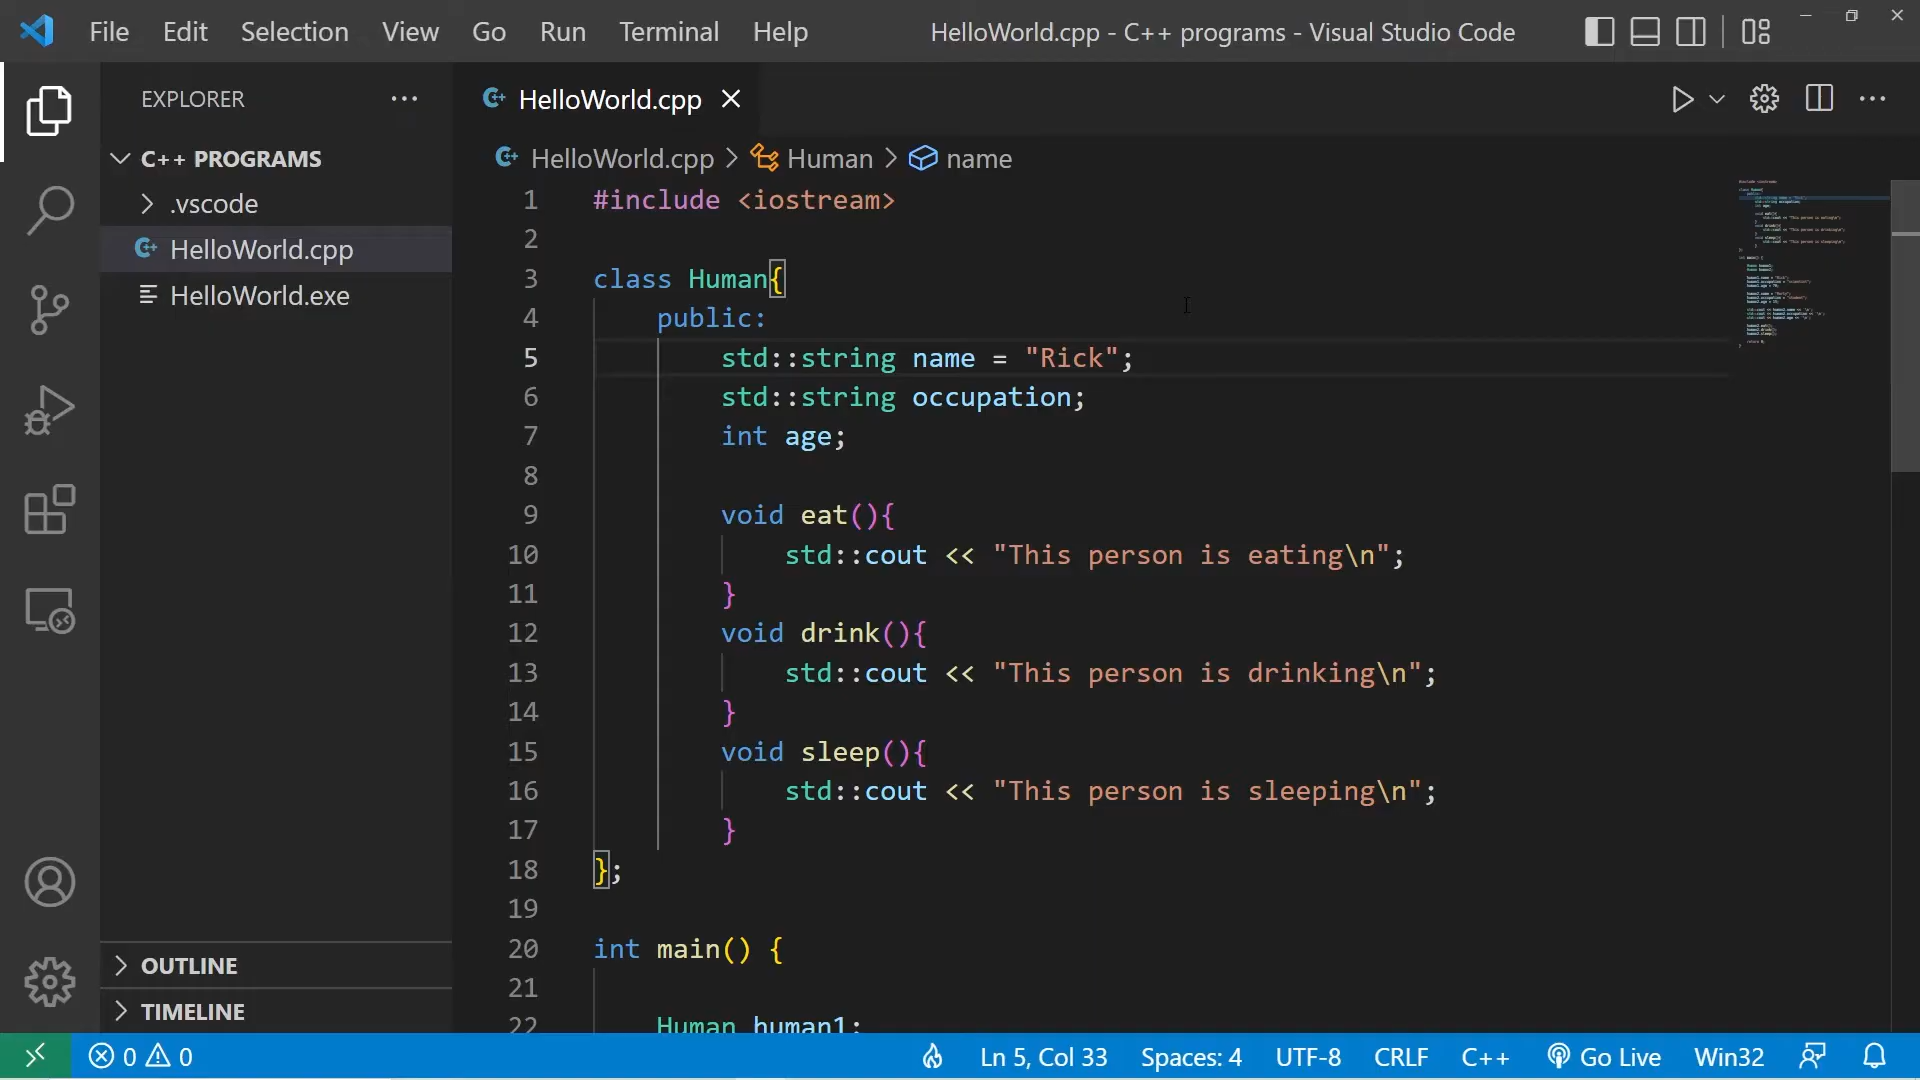 File Edit Selection View Go Run Terminal Help HelloWorld.cpp - C++ programs - Visual Studio Code
EXPLORER
C++ PROGRAMS
.vscode
HelloWorld.cpp
HelloWorld.exe
OUTLINE
TIMELINE
HelloWorld.cpp
HelloWorld.cpp > Human > name
1 #include <iostream>
2
3 class Human{
4 public:
5 std::string name = "Rick";
6 std::string occupation;
7 int age;
8
9 void eat(){
10 std::cout << "This person is eating\n";
11 }
12 void drink(){
13 std::cout << "This person is drinking\n";
14 }
15 void sleep(){
16 std::cout << "This person is sleeping\n";
17 }
18 };
19
20 int main() {
21
22 Human human1;
0 0 Ln 5, Col 33 Spaces: 4 UTF-8 CRLF C++ Go Live Win32